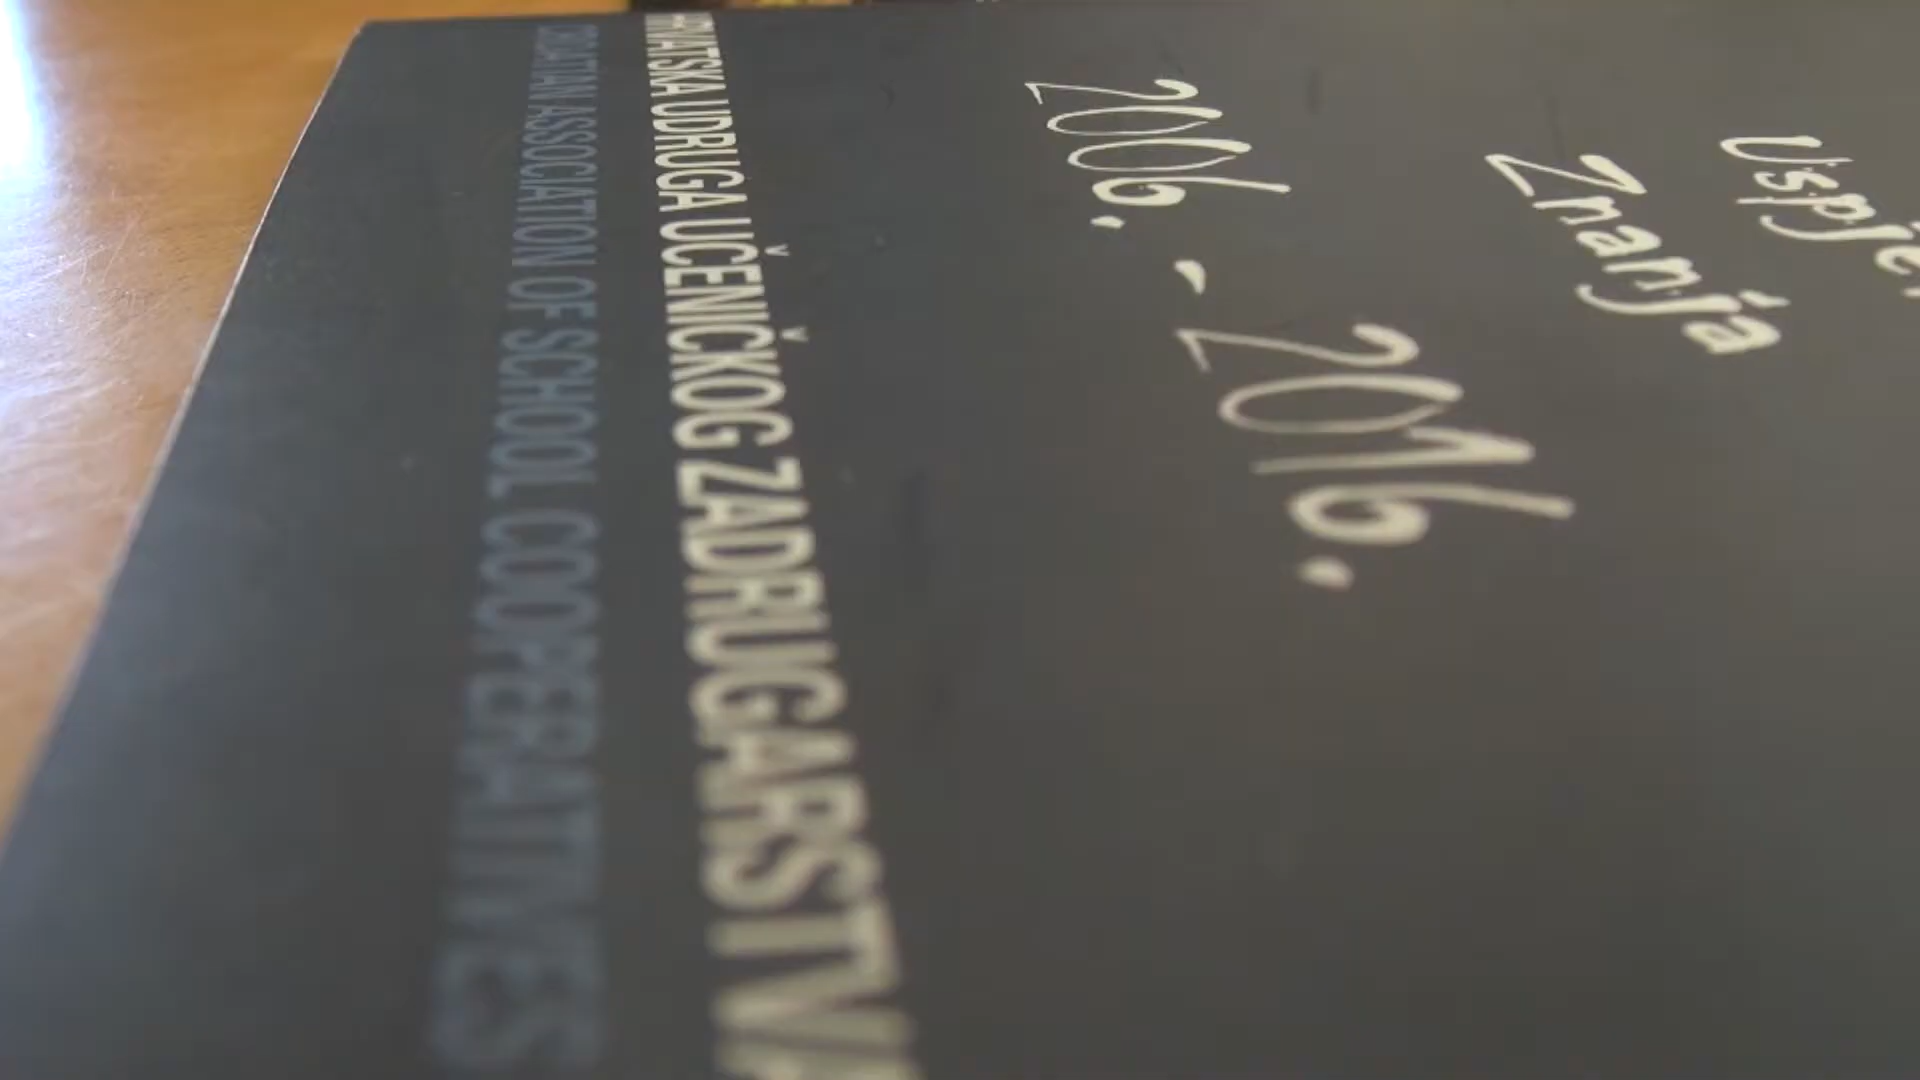 Znanja
2006. - 2016.
HRVATSKA UDRUGA UČENIČKOG ZADRUGARSTVA
CROATIAN ASSOCIATION OF SCHOOL COOPERATIVES